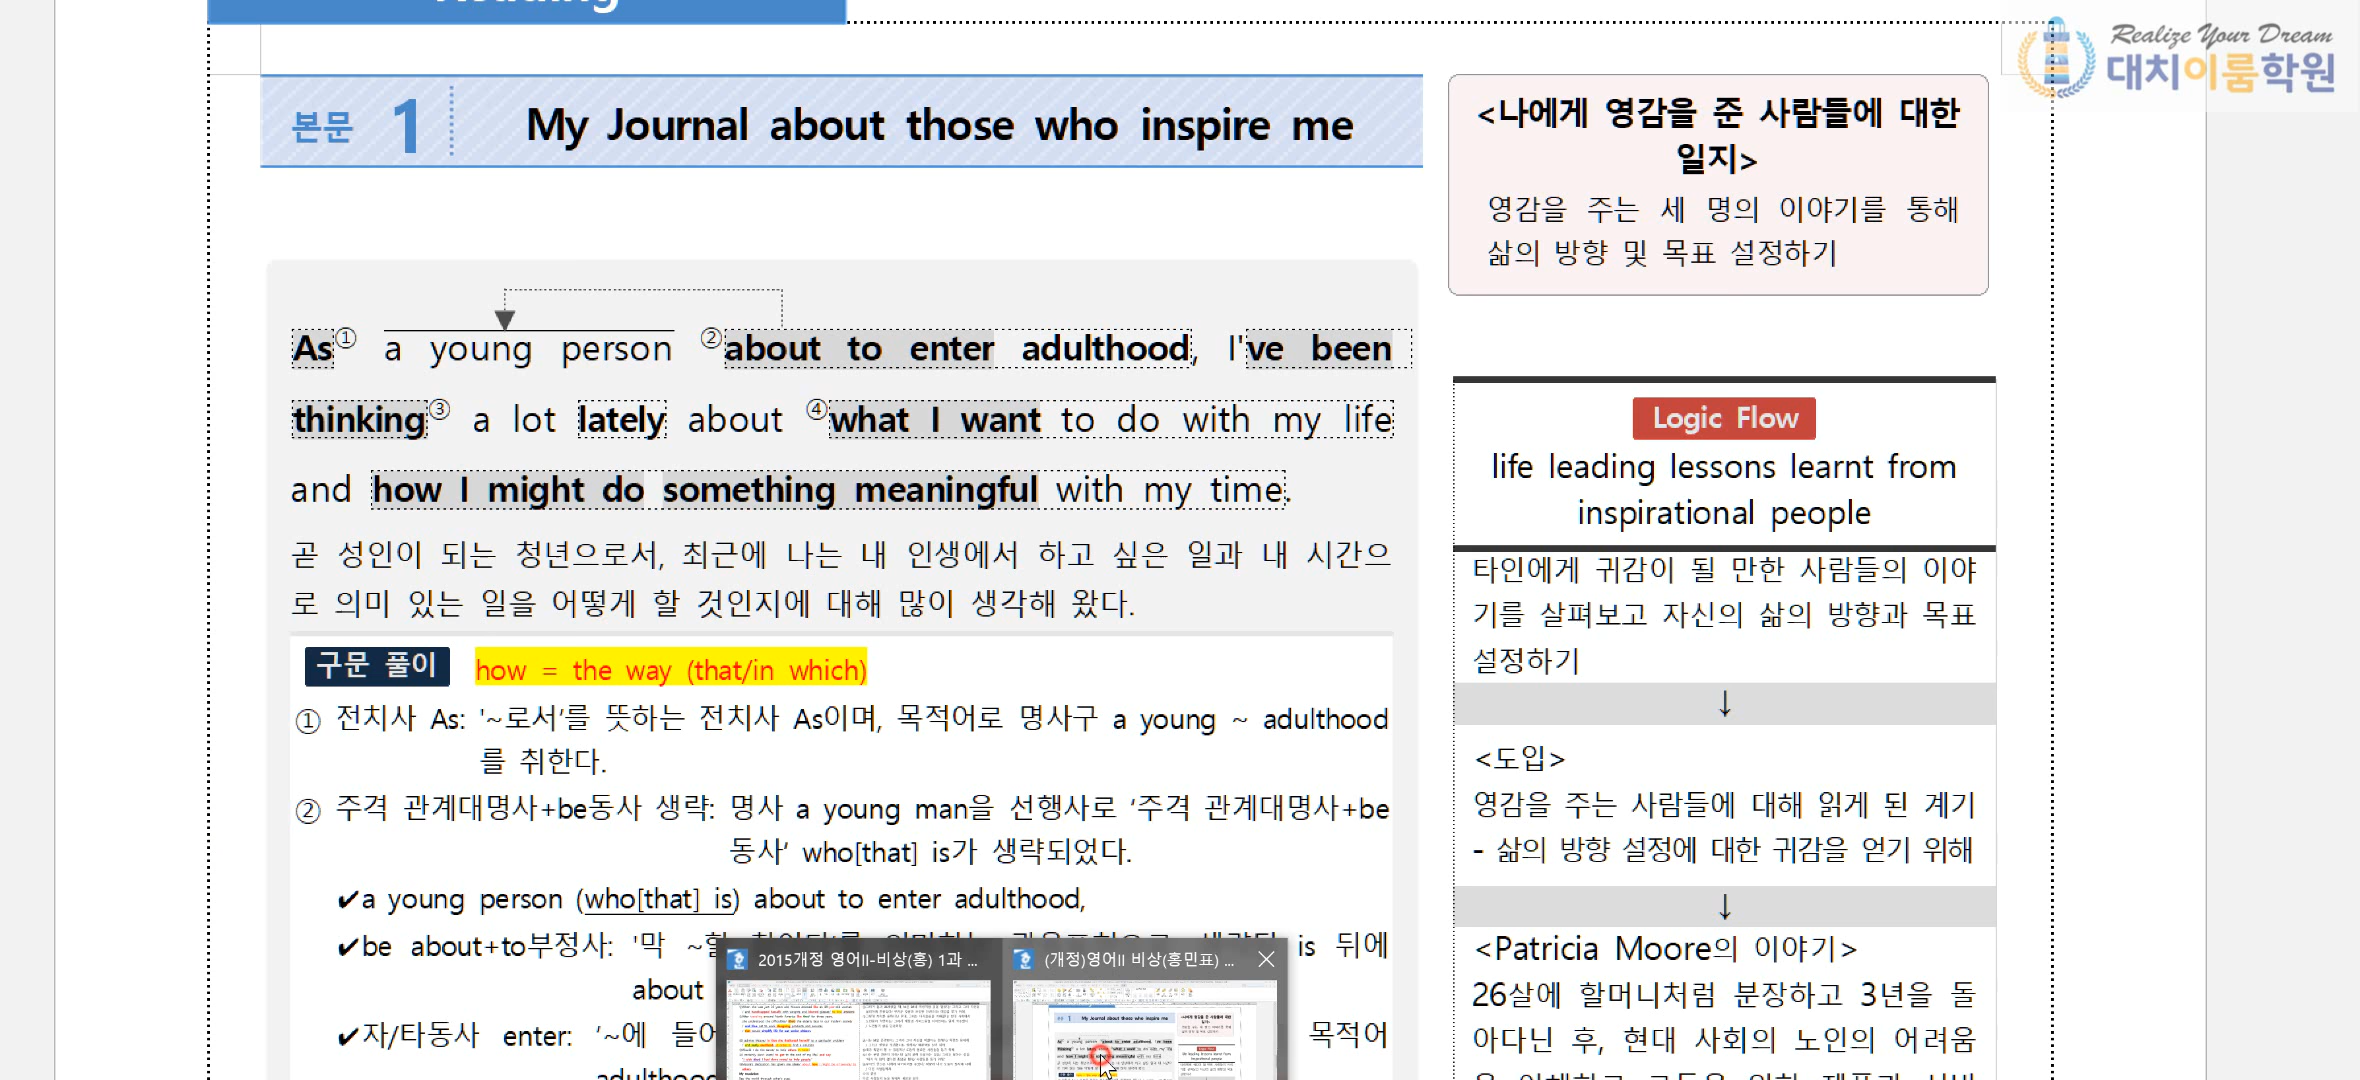 Reading
Realize Your Dream
대치이룸학원
본문 1 My Journal about those who inspire me
<나에게 영감을 준 사람들에 대한
일지>
영감을 주는 세 명의 이야기를 통해
삶의 방향 및 목표 설정하기
As① a young person ②about to enter adulthood, I've been
thinking③ a lot lately about ④what I want to do with my life
and how I might do something meaningful with my time.
곧 성인이 되는 청년으로서, 최근에 나는 내 인생에서 하고 싶은 일과 내 시간으
로 의미 있는 일을 어떻게 할 것인지에 대해 많이 생각해 왔다.
구문 풀이 how = the way (that/in which)
① 전치사 As: '~로서'를 뜻하는 전치사 As이며, 목적어로 명사구 a young ~ adulthood
를 취한다.
② 주격 관계대명사+be동사 생략: 명사 a young man을 선행사로 '주격 관계대명사+be
동사' who[that] is가 생략되었다.
✔a young person (who[that] is) about to enter adulthood,
✔be about+to부정사: '막 ~할 is 뒤에
about
✔자/타동사 enter: '~에 들어 목적어
Logic Flow
life leading lessons learnt from
inspirational people
타인에게 귀감이 될 만한 사람들의 이야
기를 살펴보고 자신의 삶의 방향과 목표
설정하기
↓
<도입>
영감을 주는 사람들에 대해 읽게 된 계기
- 삶의 방향 설정에 대한 귀감을 얻기 위해
↓
<Patricia Moore의 이야기>
26살에 할머니처럼 분장하고 3년을 돌
아다닌 후, 현대 사회의 노인의 어려움
2015개정 영어II-비상(홍) 1과 ...
(개정)영어II 비상(홍민표) ...
My Journal about those who inspire me